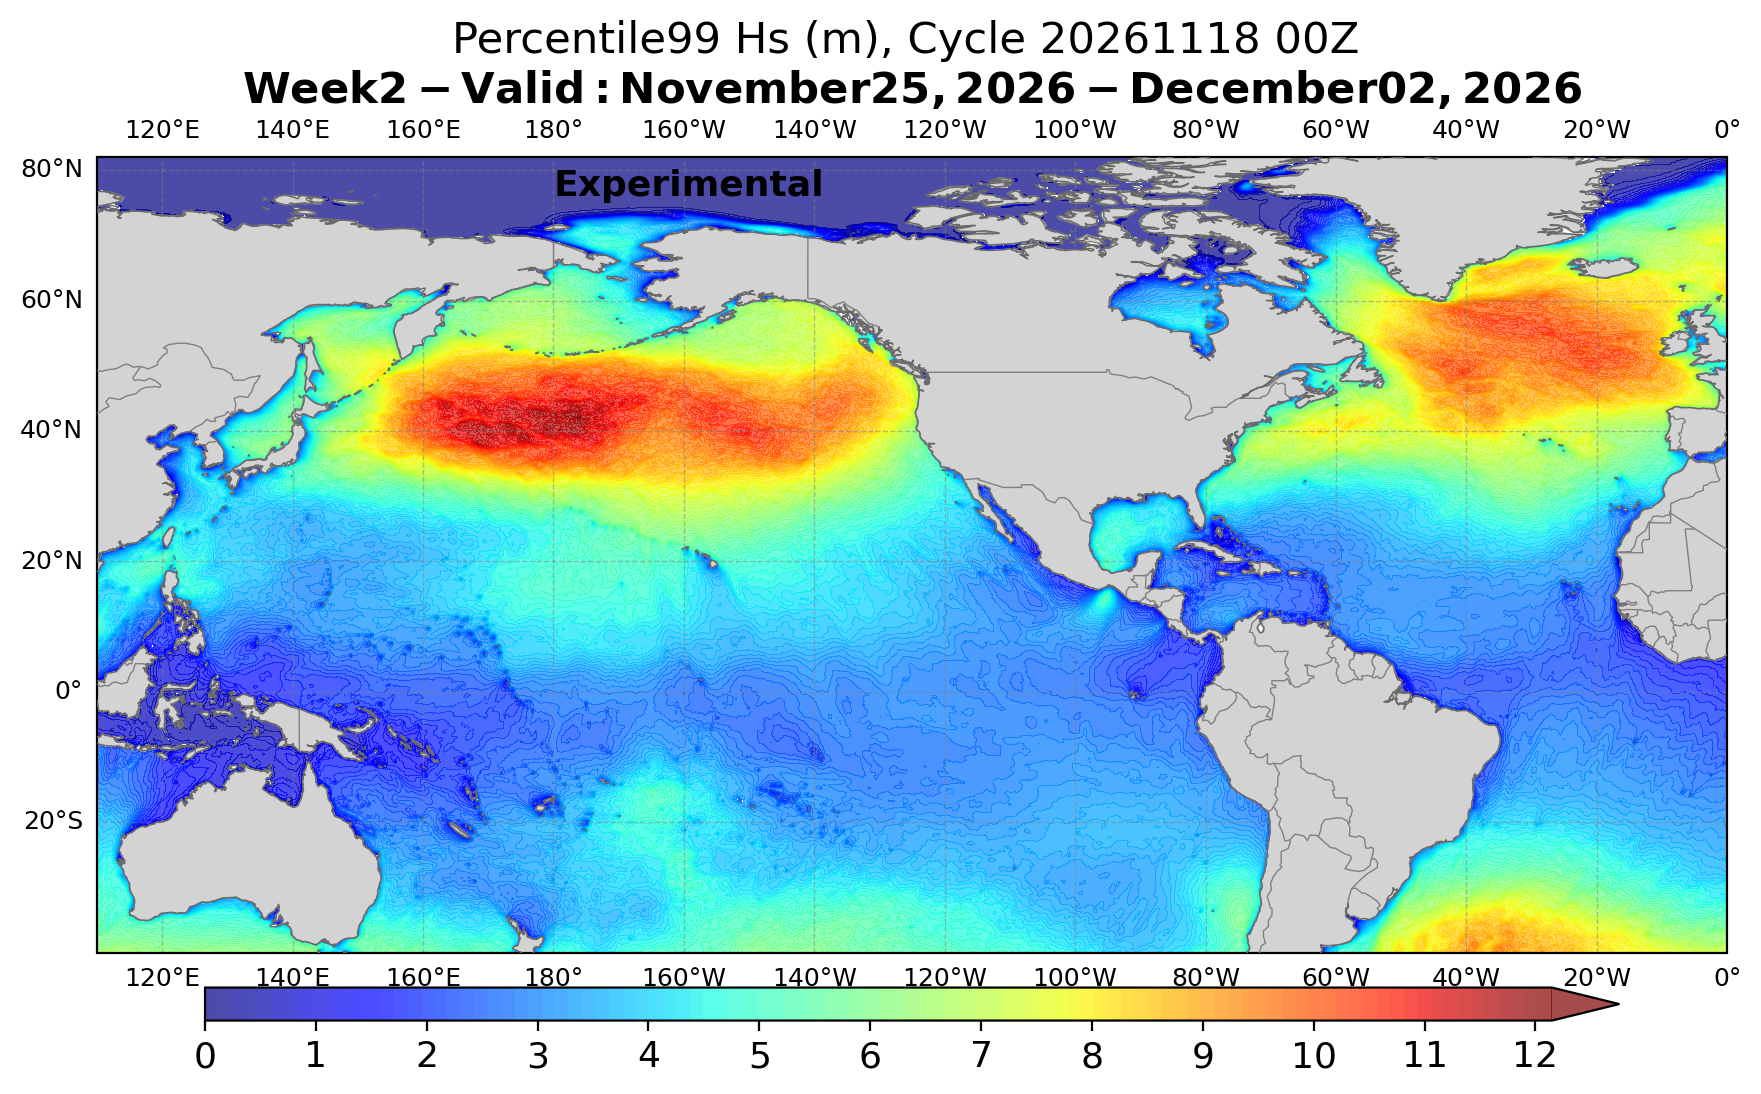 Percentile99 Hs (m), Cycle 20261118 00Z
Week2 − Valid : November25, 2026 − December02, 2026
120°E 140°E 160°E 180° 160°W 140°W 120°W 100°W 80°W 60°W 40°W 20°W 0°
80°N
Experimental
60°N
40°N
20°N
0°
20°S
120°E 140°E 160°E 180° 160°W 140°W 120°W 100°W 80°W 60°W 40°W 20°W 0°
0 1 2 3 4 5 6 7 8 9 10 11 12